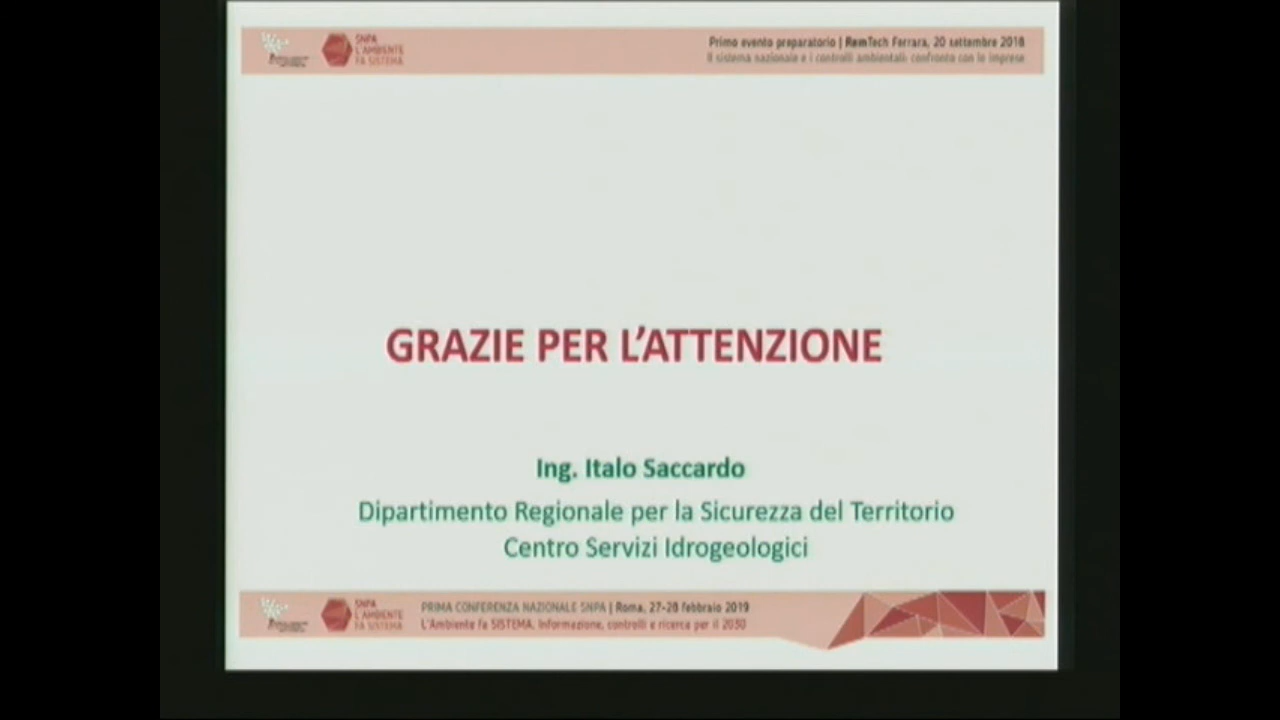 SNPA
L'AMBIENTE
FA SISTEMA
Primo evento preparatorio | RemTech Ferrara, 20 settembre 2018
Il sistema nazionale e i controlli ambientali: confronto con le imprese
GRAZIE PER L'ATTENZIONE
Ing. Italo Saccardo
Dipartimento Regionale per la Sicurezza del Territorio
Centro Servizi Idrogeologici
SNPA
L'AMBIENTE
FA SISTEMA
PRIMA CONFERENZA NAZIONALE SNPA | Roma, 27-28 febbraio 2019
L'Ambiente fa SISTEMA. Informazione, controlli e ricerca per il 2030